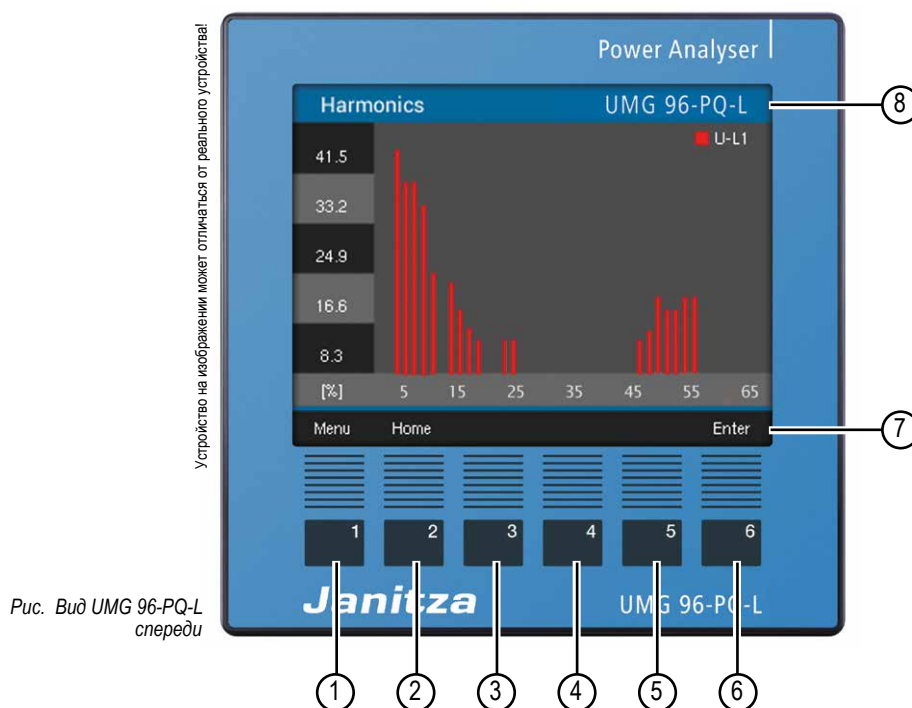 Устройство на изображении может отличаться от реального устройства!
Power Analyser
Harmonics UMG 96-PQ-L
8
U-L1
41.5
33.2
24.9
16.6
8.3
[%] 5 15 25 35 45 55 65
Menu Home Enter
7
1 2 3 4 5 6
Рис. Вид UMG 96-PQ-L
спереди
Janitza UMG 96-PQ-L
1 2 3 4 5 6